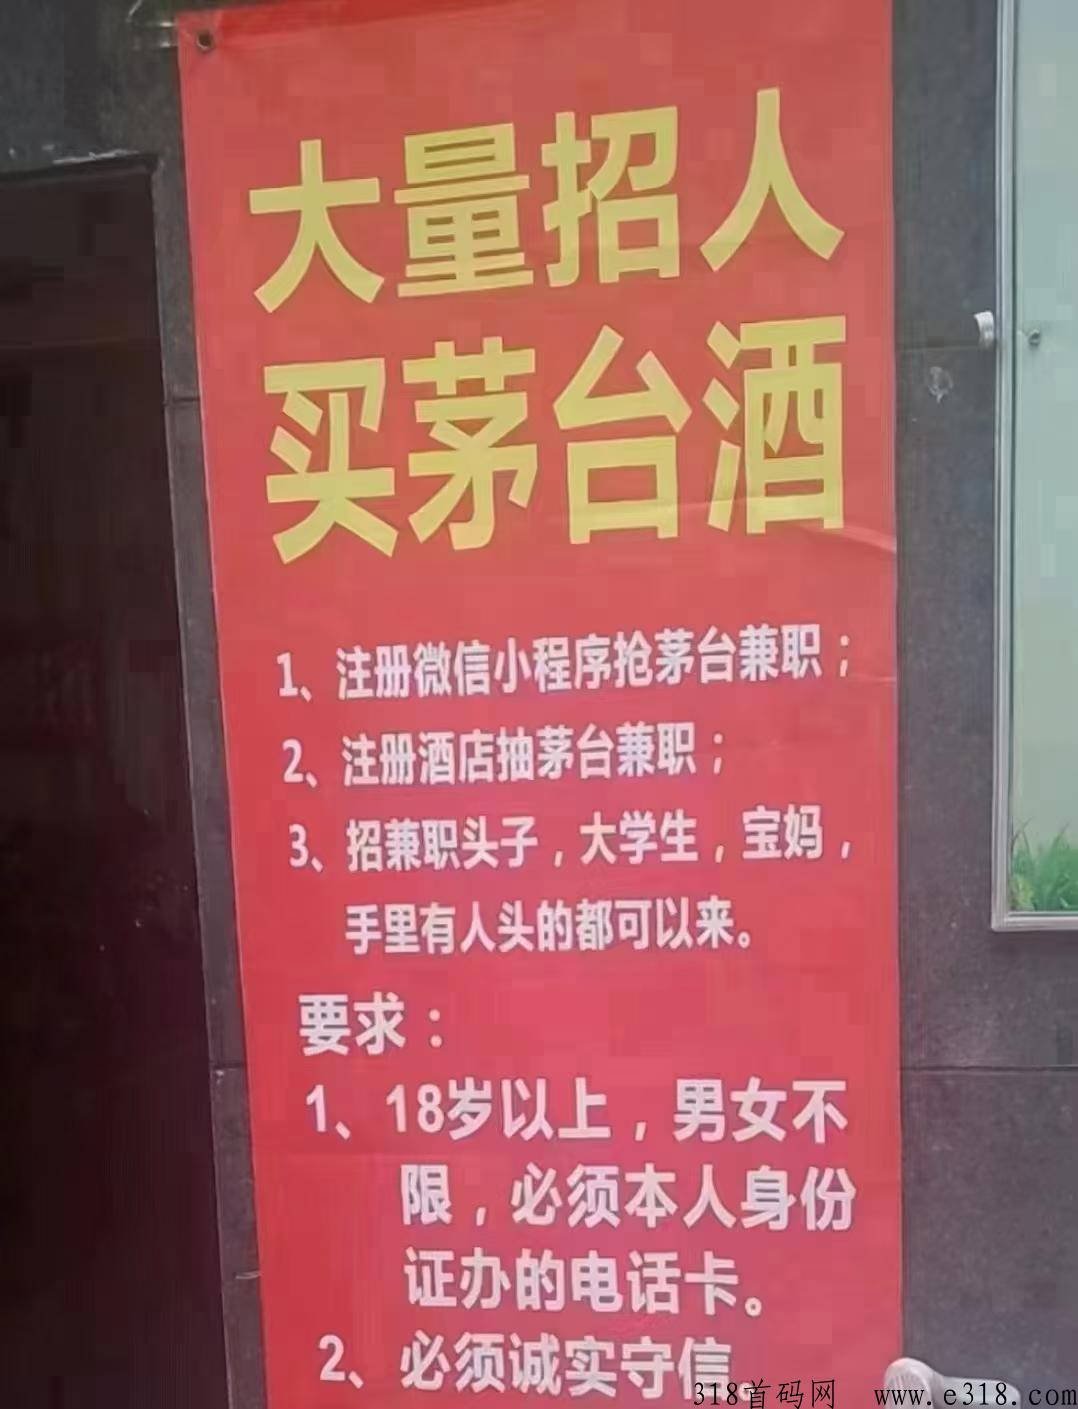 大量招人
买茅台酒
1、注册微信小程序抢茅台兼职；
2、注册酒店抽茅台兼职；
3、招兼职头子，大学生，宝妈，
手里有人头的都可以来。
要求：
1、18岁以上，男女不
限，必须本人身份
证办的电话卡。
2、必须诚实守信。
318首码网 www.e318.com